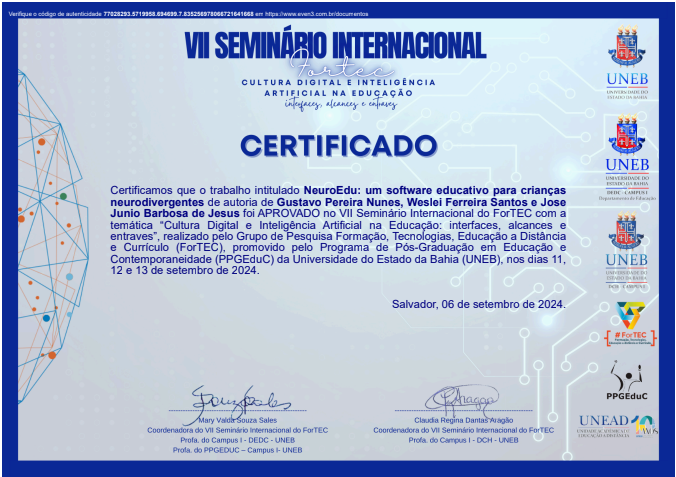 Verifique o código de autenticidade 77028293.5719958.694699.7.835256978066721641668 em https://www.even3.com.br/documentos
VII SEMINÁRIO INTERNACIONAL
Fortec
CULTURA DIGITAL E INTELIGÊNCIA
ARTIFICIAL NA EDUCAÇÃO
interfaces, alcances e entraves
CERTIFICADO
Certificamos que o trabalho intitulado NeuroEdu: um software educativo para crianças
neurodivergentes de autoria de Gustavo Pereira Nunes, Weslei Ferreira Santos e Jose
Junio Barbosa de Jesus foi APROVADO no VII Seminário Internacional do ForTEC com a
temática “Cultura Digital e Inteligência Artificial na Educação: interfaces, alcances e
entraves”, realizado pelo Grupo de Pesquisa Formação, Tecnologias, Educação a Distância
e Currículo (ForTEC), promovido pelo Programa de Pós-Graduação em Educação e
Contemporaneidade (PPGEduC) da Universidade do Estado da Bahia (UNEB), nos dias 11,
12 e 13 de setembro de 2024.
Salvador, 06 de setembro de 2024.
Mary Valda Souza Sales
Coordenadora do VII Seminário Internacional do ForTEC
Profa. do Campus I - DEDC - UNEB
Profa. do PPGEDUC – Campus I- UNEB
Claudia Regina Dantas Aragão
Coordenadora do VII Seminário Internacional do ForTEC
Profa. do Campus I - DCH - UNEB
UNEB
UNIVERSIDADE DO
ESTADO DA BAHIA
UNEB
UNIVERSIDADE DO
ESTADO DA BAHIA
DEDC - CAMPUS I
Departamento de Educação
UNEB
UNIVERSIDADE DO
ESTADO DA BAHIA
#ForTEC
PPGEduC
UNEAD